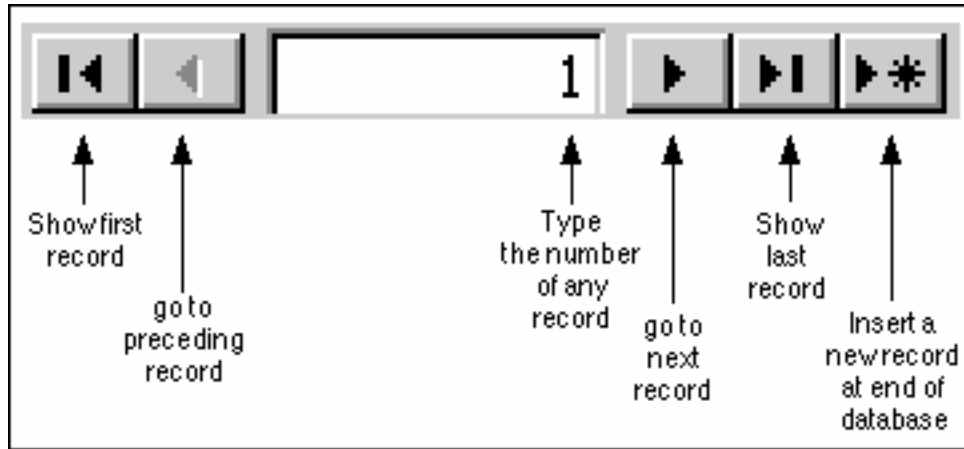 1
Show first
record
go to
preceding
record
Type
the number
of any
record
go to
next
record
Show
last
record
Insert a
new record
at end of
database